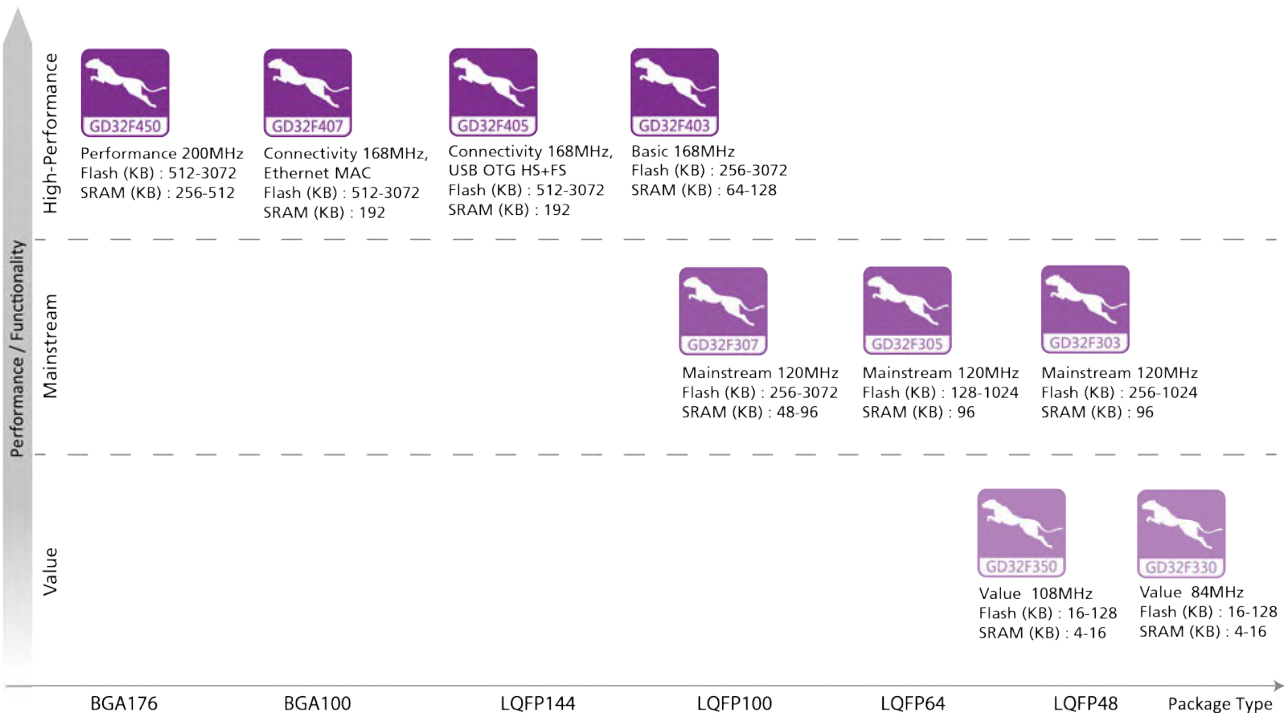 Performance / Functionality
High-Performance
GD32F450
Performance 200MHz
Flash (KB) : 512-3072
SRAM (KB) : 256-512
GD32F407
Connectivity 168MHz,
Ethernet MAC
Flash (KB) : 512-3072
SRAM (KB) : 192
GD32F405
Connectivity 168MHz,
USB OTG HS+FS
Flash (KB) : 512-3072
SRAM (KB) : 192
GD32F403
Basic 168MHz
Flash (KB) : 256-3072
SRAM (KB) : 64-128
Mainstream
GD32F307
Mainstream 120MHz
Flash (KB) : 256-3072
SRAM (KB) : 48-96
GD32F305
Mainstream 120MHz
Flash (KB) : 128-1024
SRAM (KB) : 96
GD32F303
Mainstream 120MHz
Flash (KB) : 256-1024
SRAM (KB) : 96
Value
GD32F350
Value 108MHz
Flash (KB) : 16-128
SRAM (KB) : 4-16
GD32F330
Value 84MHz
Flash (KB) : 16-128
SRAM (KB) : 4-16
BGA176
BGA100
LQFP144
LQFP100
LQFP64
LQFP48
Package Type